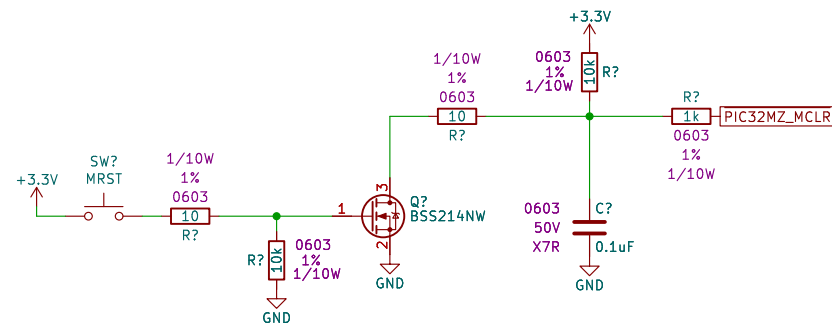 +3.3V
1/10W
1%
0603
10
R?
0603
1%
1/10W
10k
R?
R?
1k
PIC32MZ_MCLR
0603
1%
1/10W
+3.3V
SW?
MRST
1/10W
1%
0603
10
R?
3
Q?
BSS214NW
1
2
GND
R?
10k
0603
1%
1/10W
GND
0603
50V
X7R
C?
0.1uF
GND